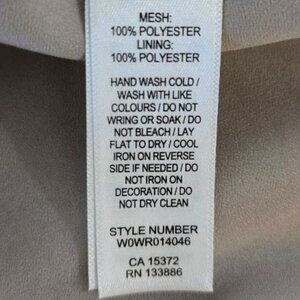 MESH:
100% POLYESTER
LINING:
100% POLYESTER
HAND WASH COLD /
WASH WITH LIKE
COLOURS / DO NOT
WRING OR SOAK / DO
NOT BLEACH / LAY
FLAT TO DRY / COOL
IRON ON REVERSE
SIDE IF NEEDED / DO
NOT IRON ON
DECORATION / DO
NOT DRY CLEAN
STYLE NUMBER
W0WR014046
CA 15372
RN 133886